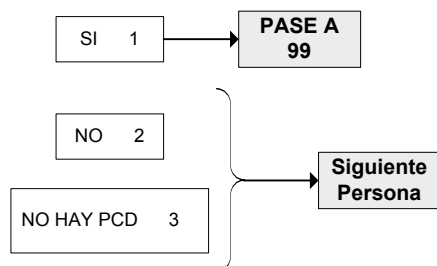 SI 1
PASE A
99
NO 2
NO HAY PCD 3
Siguiente
Persona